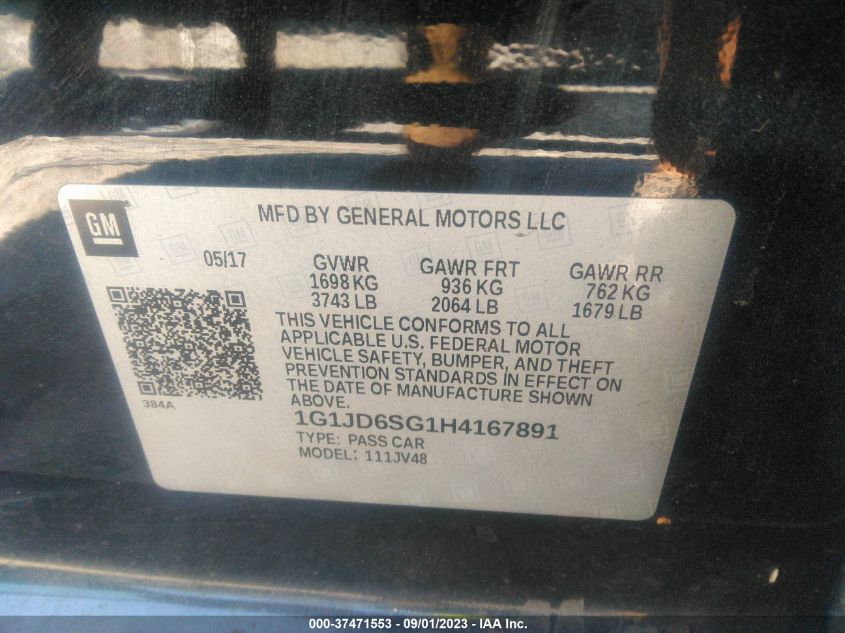 GM
MFD BY GENERAL MOTORS LLC
05/17
GVWR
1698 KG
3743 LB
GAWR FRT
936 KG
2064 LB
GAWR RR
762 KG
1679 LB
THIS VEHICLE CONFORMS TO ALL
APPLICABLE U.S. FEDERAL MOTOR
VEHICLE SAFETY, BUMPER, AND THEFT
PREVENTION STANDARDS IN EFFECT ON
THE DATE OF MANUFACTURE SHOWN
ABOVE.
384A
1G1JD6SG1H4167891
TYPE: PASS CAR
MODEL: 111JV48
000-37471553 - 09/01/2023 - IAA Inc.